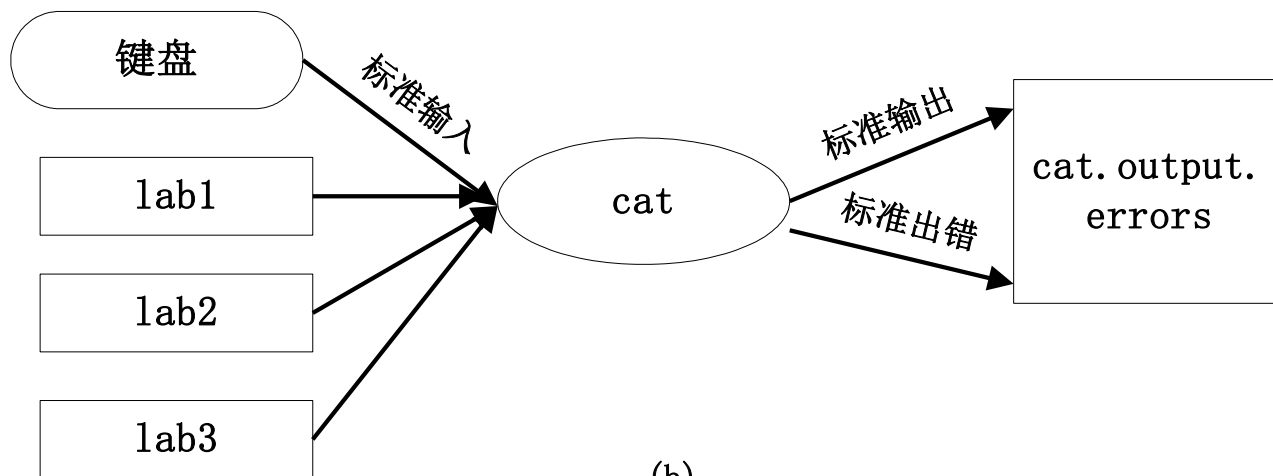 键盘
标准输入
lab1
lab2
lab3
cat
标准输出
标准出错
cat.output.
errors
(b)